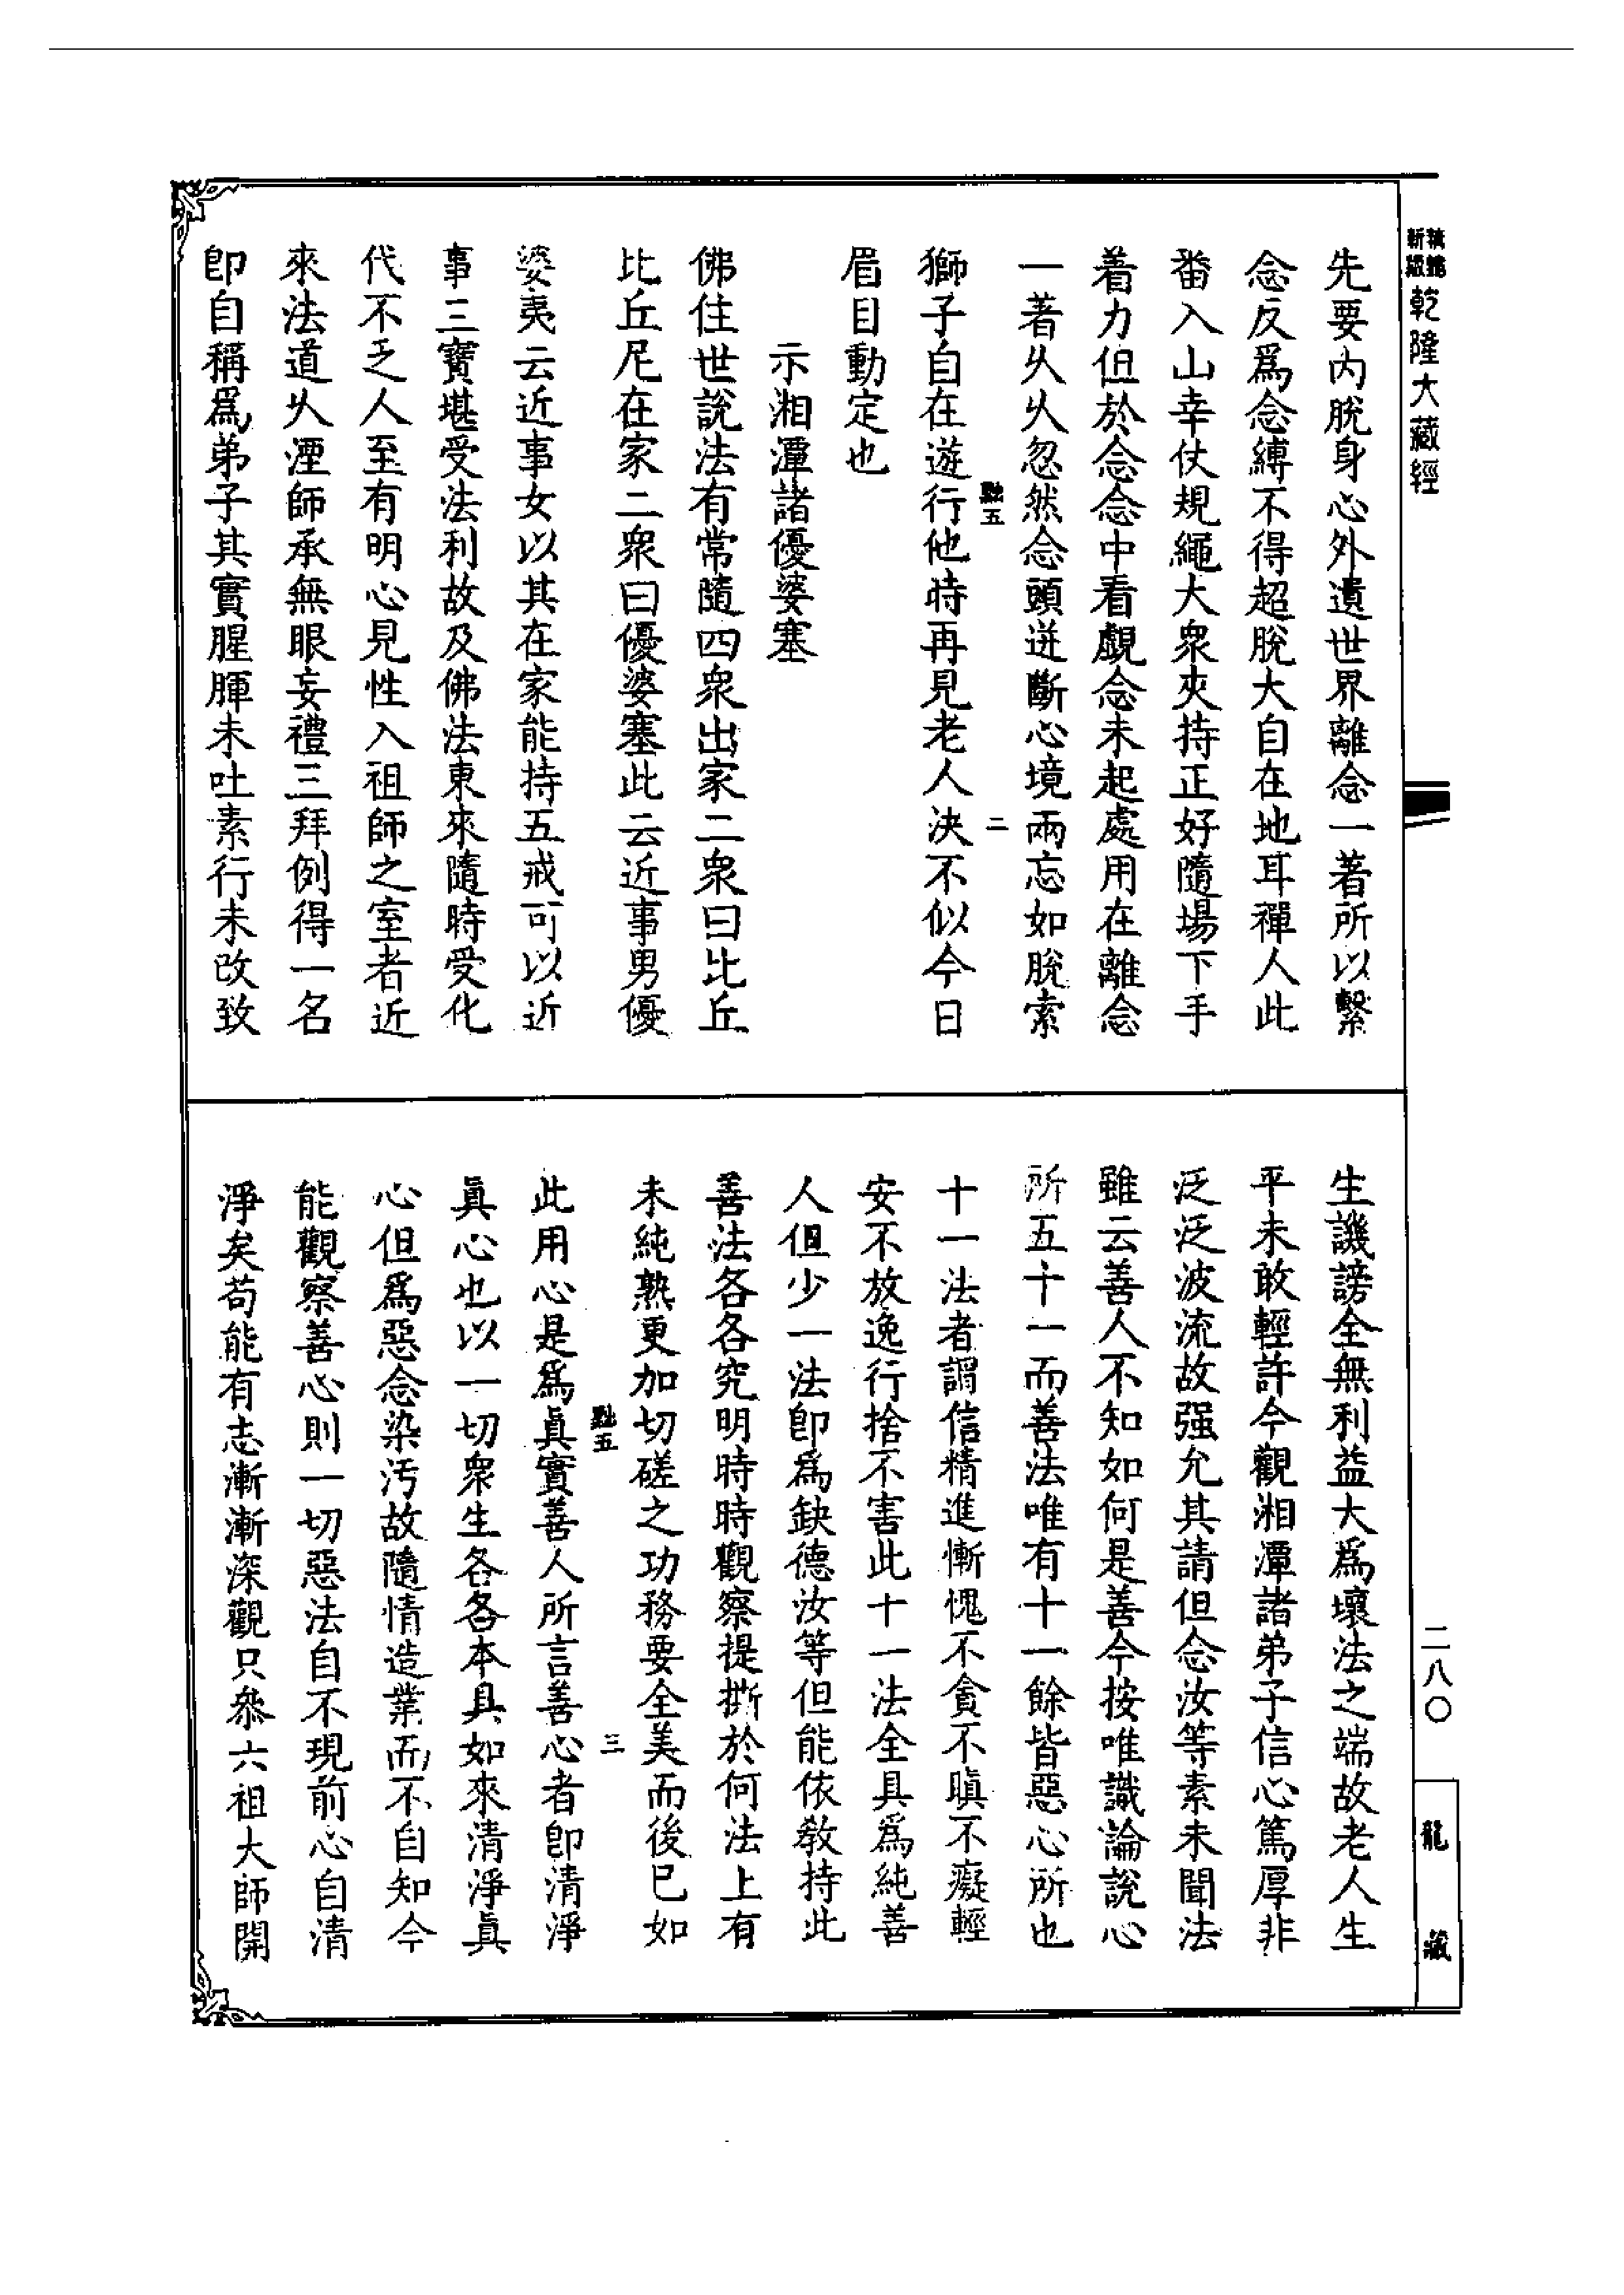 乾隆大藏經
先要內脫身心外遺世界離念一著所以繫
念反爲念縛不得超脫大自在地耳禪人此
番入山幸仗規繩大衆夾持正好隨場下手
着力但於念念中看覷念未起處用在離念
一著乆乆忽然念頭迸斷心境兩忘如脫索
獅子自在遊行他時再見老人決不似今日
點五
二
眉目動定也
示湘潭諸優婆塞
佛住世說法有常隨四衆出家二衆曰比丘
比丘尼在家二衆曰優婆塞此云近事男優
婆夷云近事女以其在家能持五戒可以近
事三寶堪受法利故及佛法東來隨時受化
代不乏人至有明心見性入祖師之室者近
來法道乆湮師承無眼妄禮三拜例得一名
卽自稱爲弟子其實腥腪未吐素行未改致
生譏謗全無利益大爲壞法之端故老人生
平未敢輕許今觀湘潭諸弟子信心篤厚非
泛泛波流故强允其請但念汝等素未聞法
雖云善人不知如何是善今按唯識論說心
所五十一而善法唯有十一餘皆惡心所也
十一法者謂信精進慚愧不貪不瞋不癡輕
安不放逸行捨不害此十一法全具爲純善
人但少一法卽爲缺德汝等但能依教持此
善法各各究明時時觀察提撕於何法上有
未純熟更加切磋之功務要全美而後已如
點五
三
此用心是爲眞實善人所言善心者卽清淨
眞心也以一切衆生各各本具如來清淨眞
心但爲惡念染汚故隨情造業而不自知今
能觀察善心則一切惡法自不現前心自清
淨矣苟能有志漸漸深觀只叅六祖大師開
二八〇
龍藏